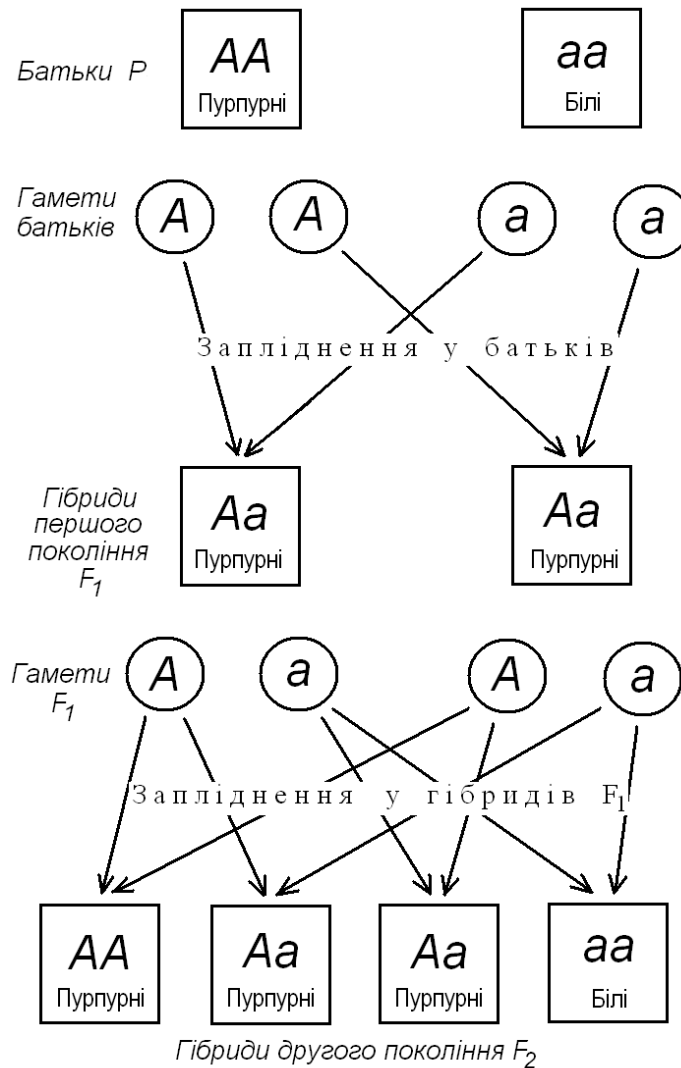 Батьки P
AA
Пурпурні
aa
Білі
Гамети
батьків
A
A
a
a
Запліднення у батьків
Гібриди
першого
покоління
F1
Aa
Пурпурні
Aa
Пурпурні
Гамети
F1
A
a
A
a
Запліднення у гібридів F1
AA
Пурпурні
Aa
Пурпурні
Aa
Пурпурні
aa
Білі
Гібриди другого покоління F2